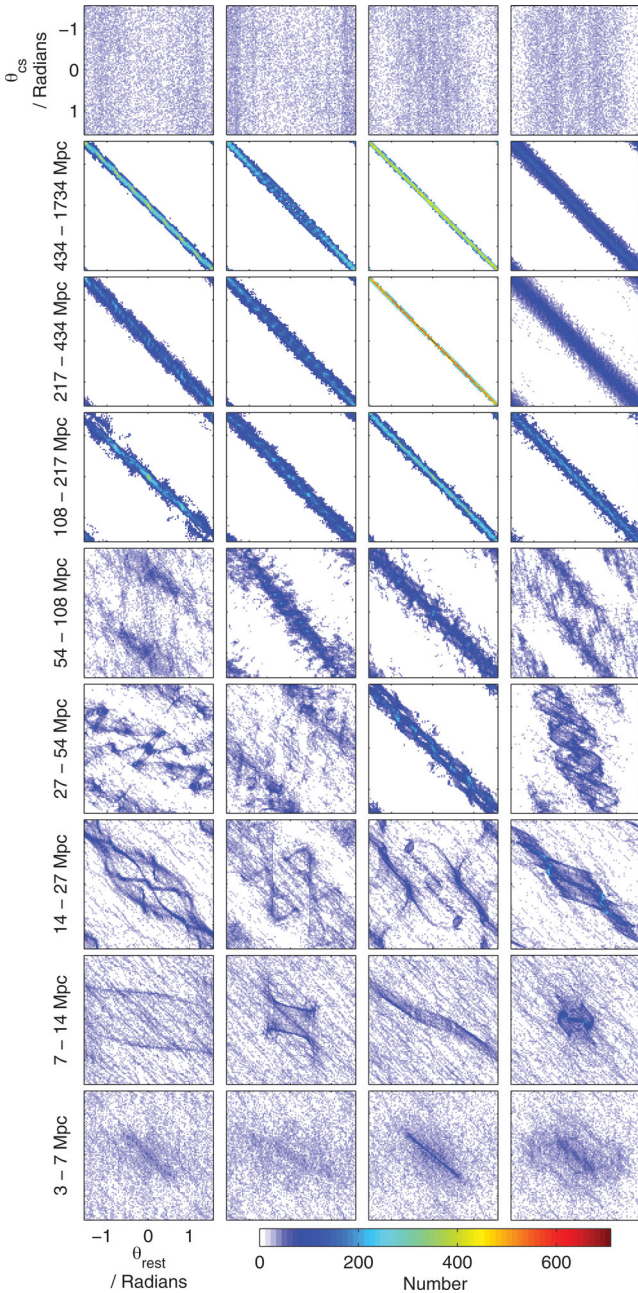 θcs
/ Radians
−1
0
1
434 − 1734 Mpc
217 − 434 Mpc
108 − 217 Mpc
54 − 108 Mpc
27 − 54 Mpc
14 − 27 Mpc
7 − 14 Mpc
3 − 7 Mpc
−1 0 1
θrest
/ Radians
0 200 400 600
Number